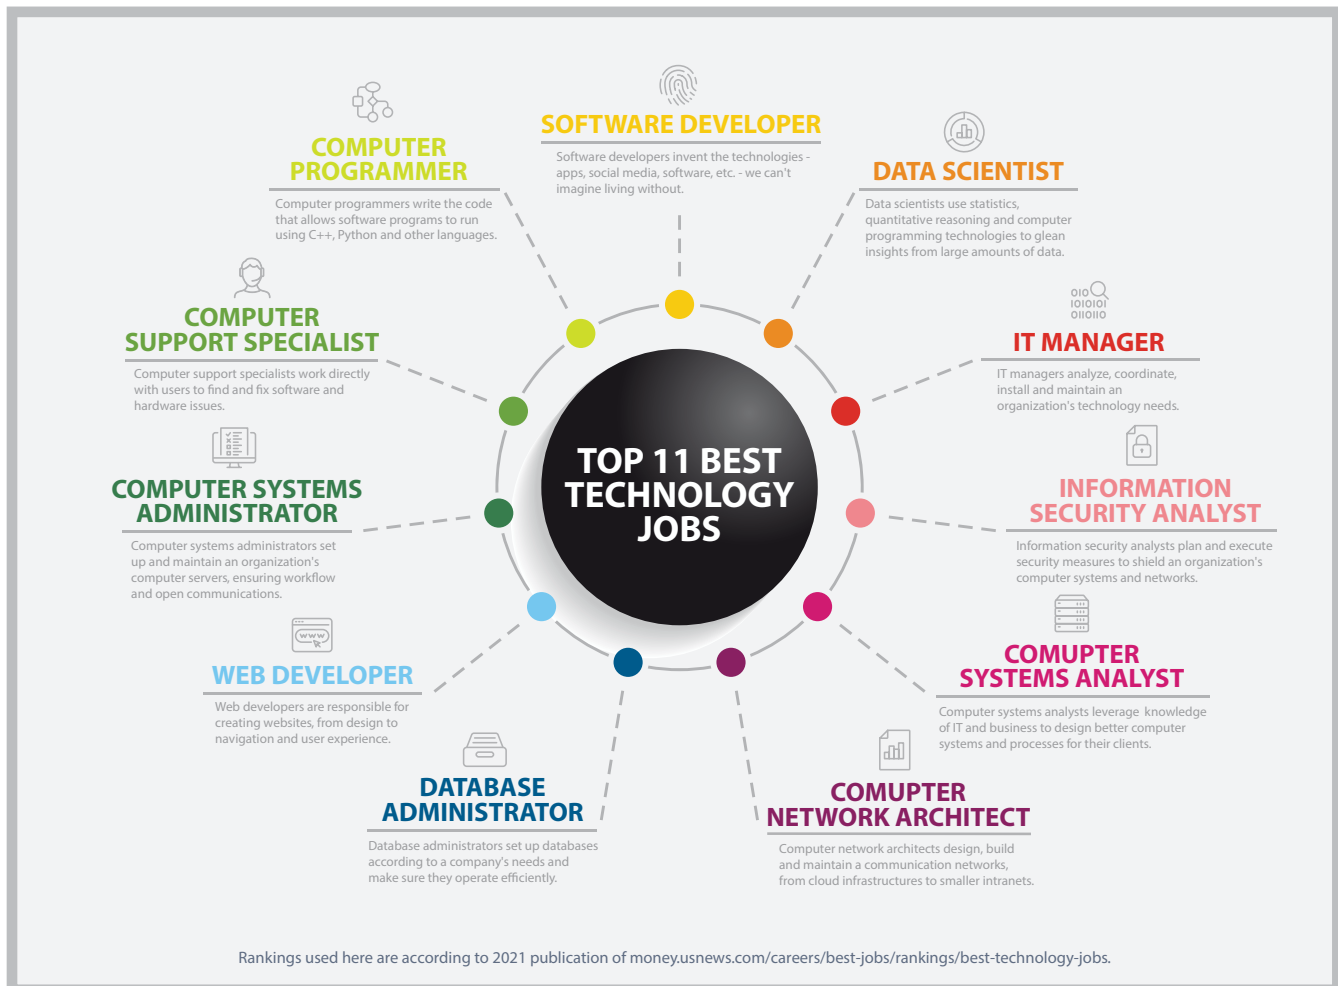 SOFTWARE DEVELOPER
Software developers invent the technologies -
apps, social media, software, etc. - we can't
imagine living without.
DATA SCIENTIST
Data scientists use statistics,
quantitative reasoning and computer
programming technologies to glean
insights from large amounts of data.
010
101010
0110110
IT MANAGER
IT managers analyze, coordinate,
install and maintain an
organization's technology needs.
INFORMATION
SECURITY ANALYST
Information security analysts plan and execute
security measures to shield an organization's
computer systems and networks.
COMUPTER
SYSTEMS ANALYST
Computer systems analysts leverage knowledge
of IT and business to design better computer
systems and processes for their clients.
COMUPTER
NETWORK ARCHITECT
Computer network architects design, build
and maintain a communication networks,
from cloud infrastructures to smaller intranets.
DATABASE
ADMINISTRATOR
Database administrators set up databases
according to a company's needs and
make sure they operate efficiently.
www
WEB DEVELOPER
Web developers are responsible for
creating websites, from design to
navigation and user experience.
COMPUTER SYSTEMS
ADMINISTRATOR
Computer systems administrators set
up and maintain an organization's
computer servers, ensuring workflow
and open communications.
COMPUTER
SUPPORT SPECIALIST
Computer support specialists work directly
with users to find and fix software and
hardware issues.
COMPUTER
PROGRAMMER
Computer programmers write the code
that allows software programs to run
using C++, Python and other languages.
TOP 11 BEST
TECHNOLOGY
JOBS
Rankings used here are according to 2021 publication of money.usnews.com/careers/best-jobs/rankings/best-technology-jobs.